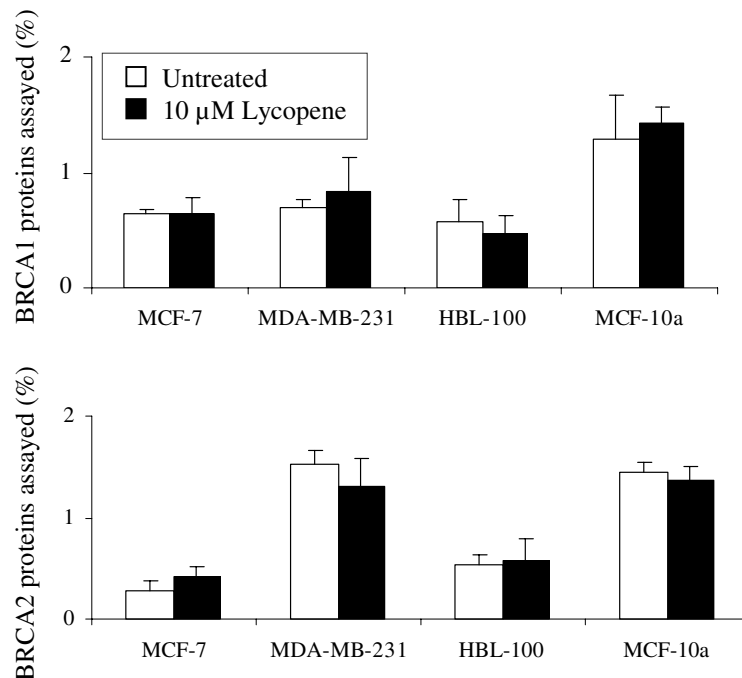 BRCA1 proteins assayed (%)
2
1
0
Untreated
10 µM Lycopene
MCF-7 MDA-MB-231 HBL-100 MCF-10a
BRCA2 proteins assayed (%)
2
1
0
MCF-7 MDA-MB-231 HBL-100 MCF-10a